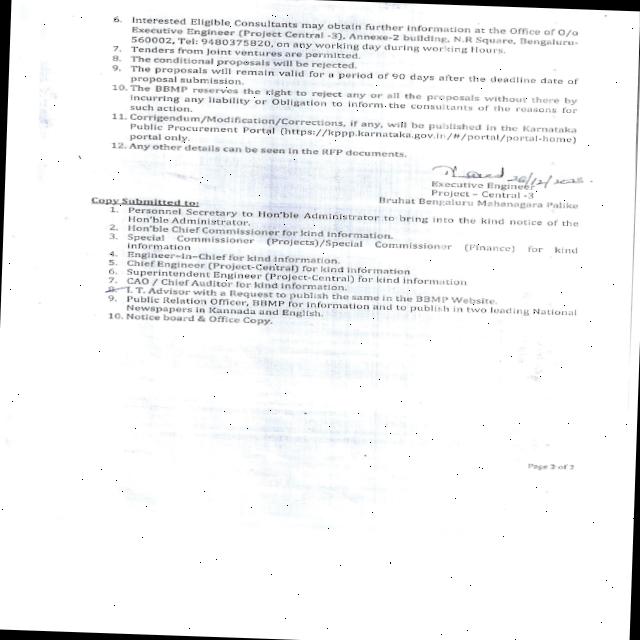 6. Interested Eligible Consultants may obtain further information at the Office of O/o
Executive Engineer (Project Central -3), Annexe-2 building, N.R Square, Bengaluru-
560002, Tel: 9480375820, on any working day during working Hours.
7. Tenders from Joint ventures are permitted.
8. The conditional proposals will be rejected.
9. The proposals will remain valid for a period of 90 days after the deadline date of
proposal submission.
10. The BBMP reserves the right to reject any or all the proposals without there by
incurring any liability or Obligation to inform the consultants of the reasons for
such action.
11. Corrigendum/Modification/Corrections, if any, will be published in the Karnataka
Public Procurement Portal (https://kppp.karnataka.gov.in/#/portal/portal-home)
portal only.
12. Any other details can be seen in the RFP documents.
Executive Engineer
Project – Central -3
Bruhat Bengaluru Mahanagara Palike
Copy Submitted to:
1. Personnel Secretary to Hon'ble Administrator to bring into the kind notice of the
Hon'ble Administrator.
2. Hon'ble Chief Commissioner for kind information.
3. Special Commissioner (Projects)/Special Commissioner (Finance) for kind
information
4. Engineer-in-Chief for kind information.
5. Chief Engineer (Project-Central) for kind information
6. Superintendent Engineer (Project-Central) for kind information
7. CAO / Chief Auditor for kind information.
8. I. T. Advisor with a Request to publish the same in the BBMP Website.
9. Public Relation Officer, BBMP for information and to publish in two leading National
Newspapers in Kannada and English.
10. Notice board & Office Copy.
Page 2 of 2